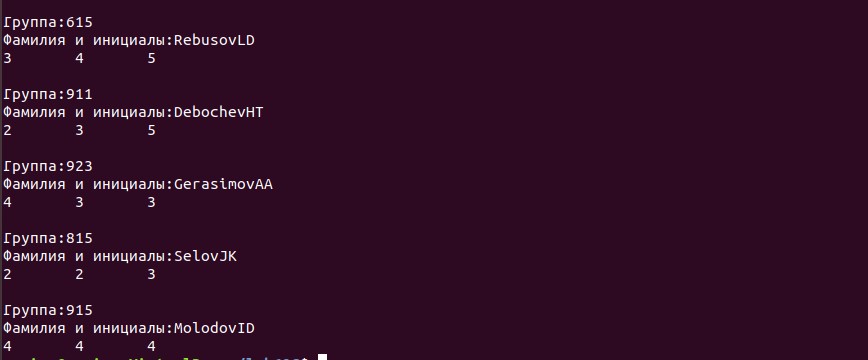 Группа:615
Фамилия и инициалы:RebusovLD
3 4 5
Группа:911
Фамилия и инициалы:DebochevHT
2 3 5
Группа:923
Фамилия и инициалы:GerasimovAA
4 3 3
Группа:815
Фамилия и инициалы:SelovJK
2 2 3
Группа:915
Фамилия и инициалы:MolodovID
4 4 4